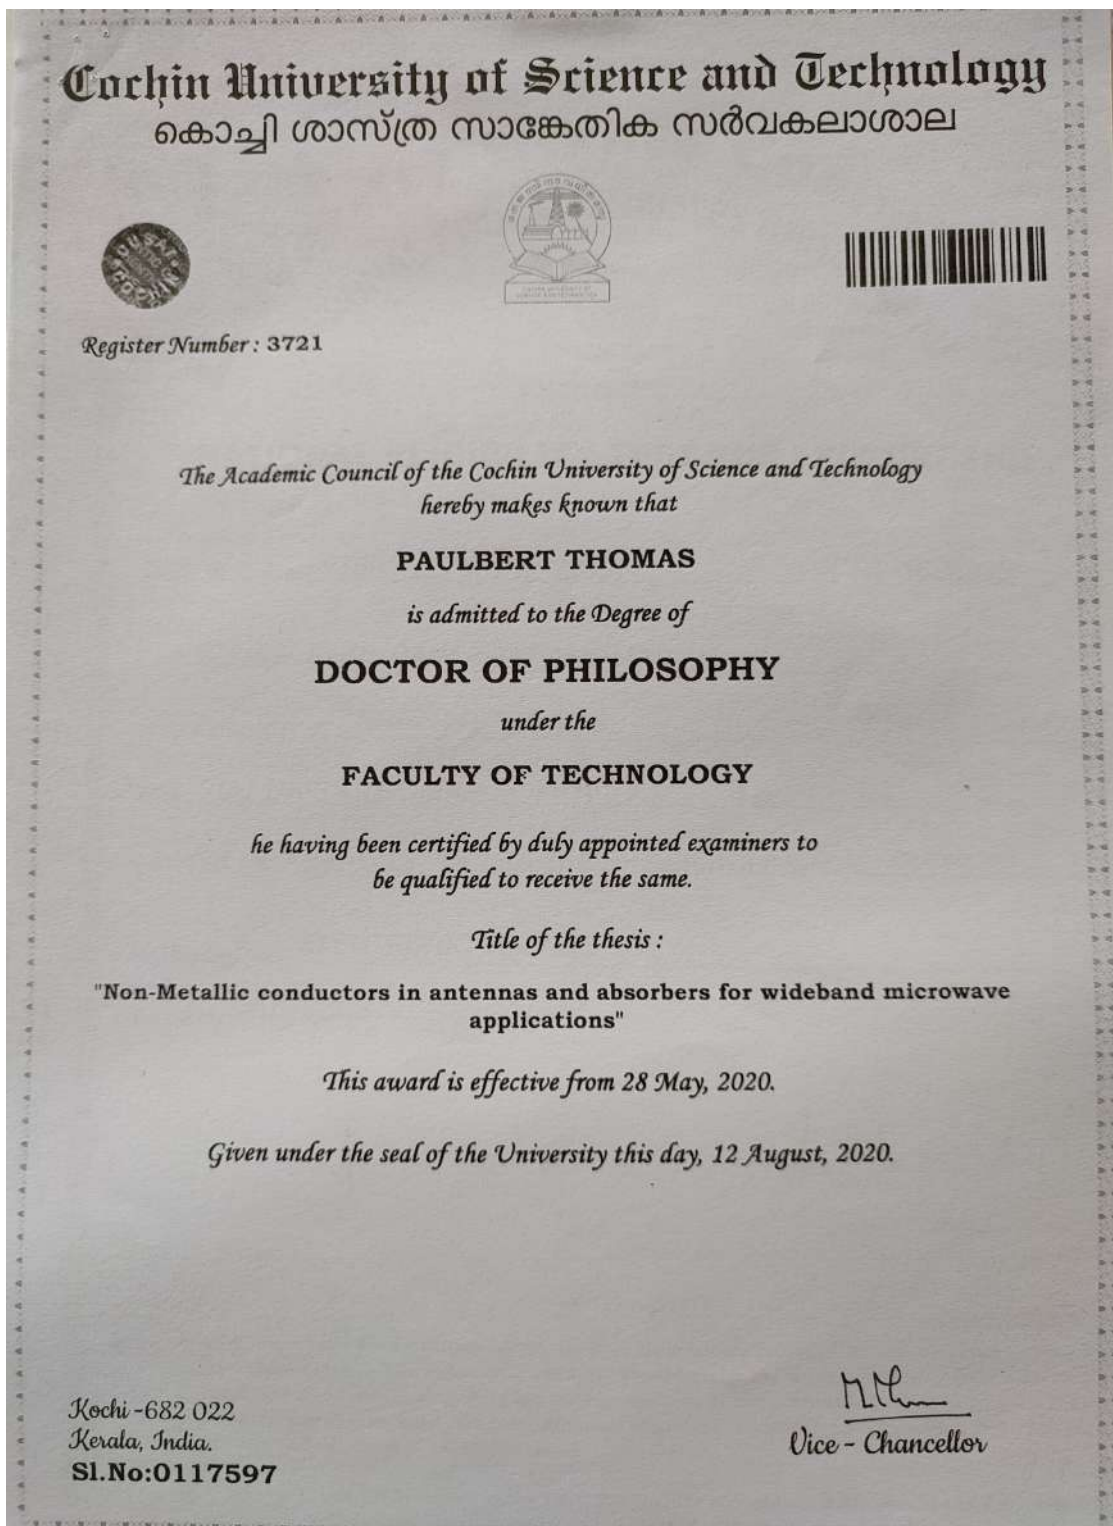 Cochin University of Science and Technology
കൊച്ചി ശാസ്ത്ര സാങ്കേതിക സർവകലാശാല
CUSAT
COCHIN
Register Number : 3721
The Academic Council of the Cochin University of Science and Technology
hereby makes known that
PAULBERT THOMAS
is admitted to the Degree of
DOCTOR OF PHILOSOPHY
under the
FACULTY OF TECHNOLOGY
he having been certified by duly appointed examiners to
be qualified to receive the same.
Title of the thesis :
"Non-Metallic conductors in antennas and absorbers for wideband microwave
applications"
This award is effective from 28 May, 2020.
Given under the seal of the University this day, 12 August, 2020.
Kochi -682 022
Kerala, India.
Sl.No:0117597
Vice - Chancellor